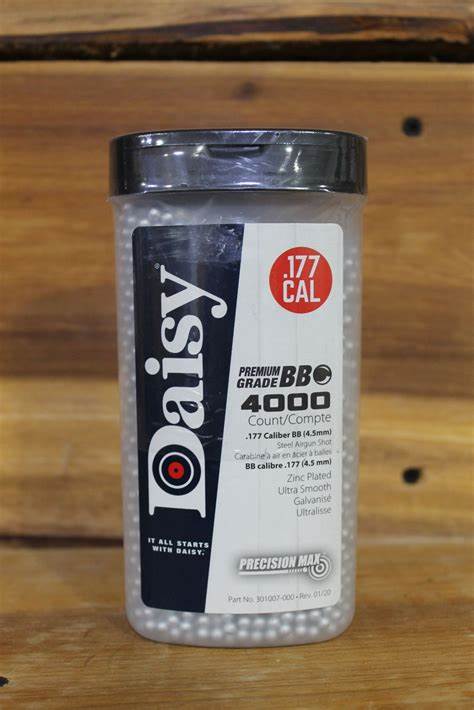 Daisy®
IT ALL STARTS
WITH DAISY.
.177
CAL
PREMIUM
GRADE BB
4000
Count/Compte
.177 Caliber BB (4.5mm)
Steel Airgun Shot
Carabine à air en acier à balles
BB calibre .177 (4.5 mm)
Zinc Plated
Ultra Smooth
Galvanisé
Ultralisse
PRECISION MAX
Part No. 301007-000 • Rev. 01/20